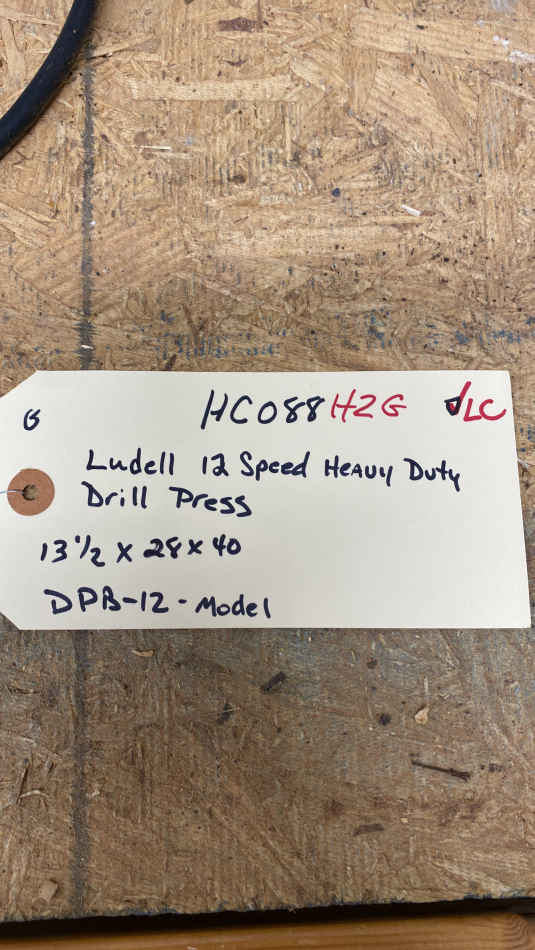 G HC088 H2G ✓LC
Ludell 12 Speed Heavy Duty
Drill Press
13 1/2 x 28 x 40
DPB-12 - Model